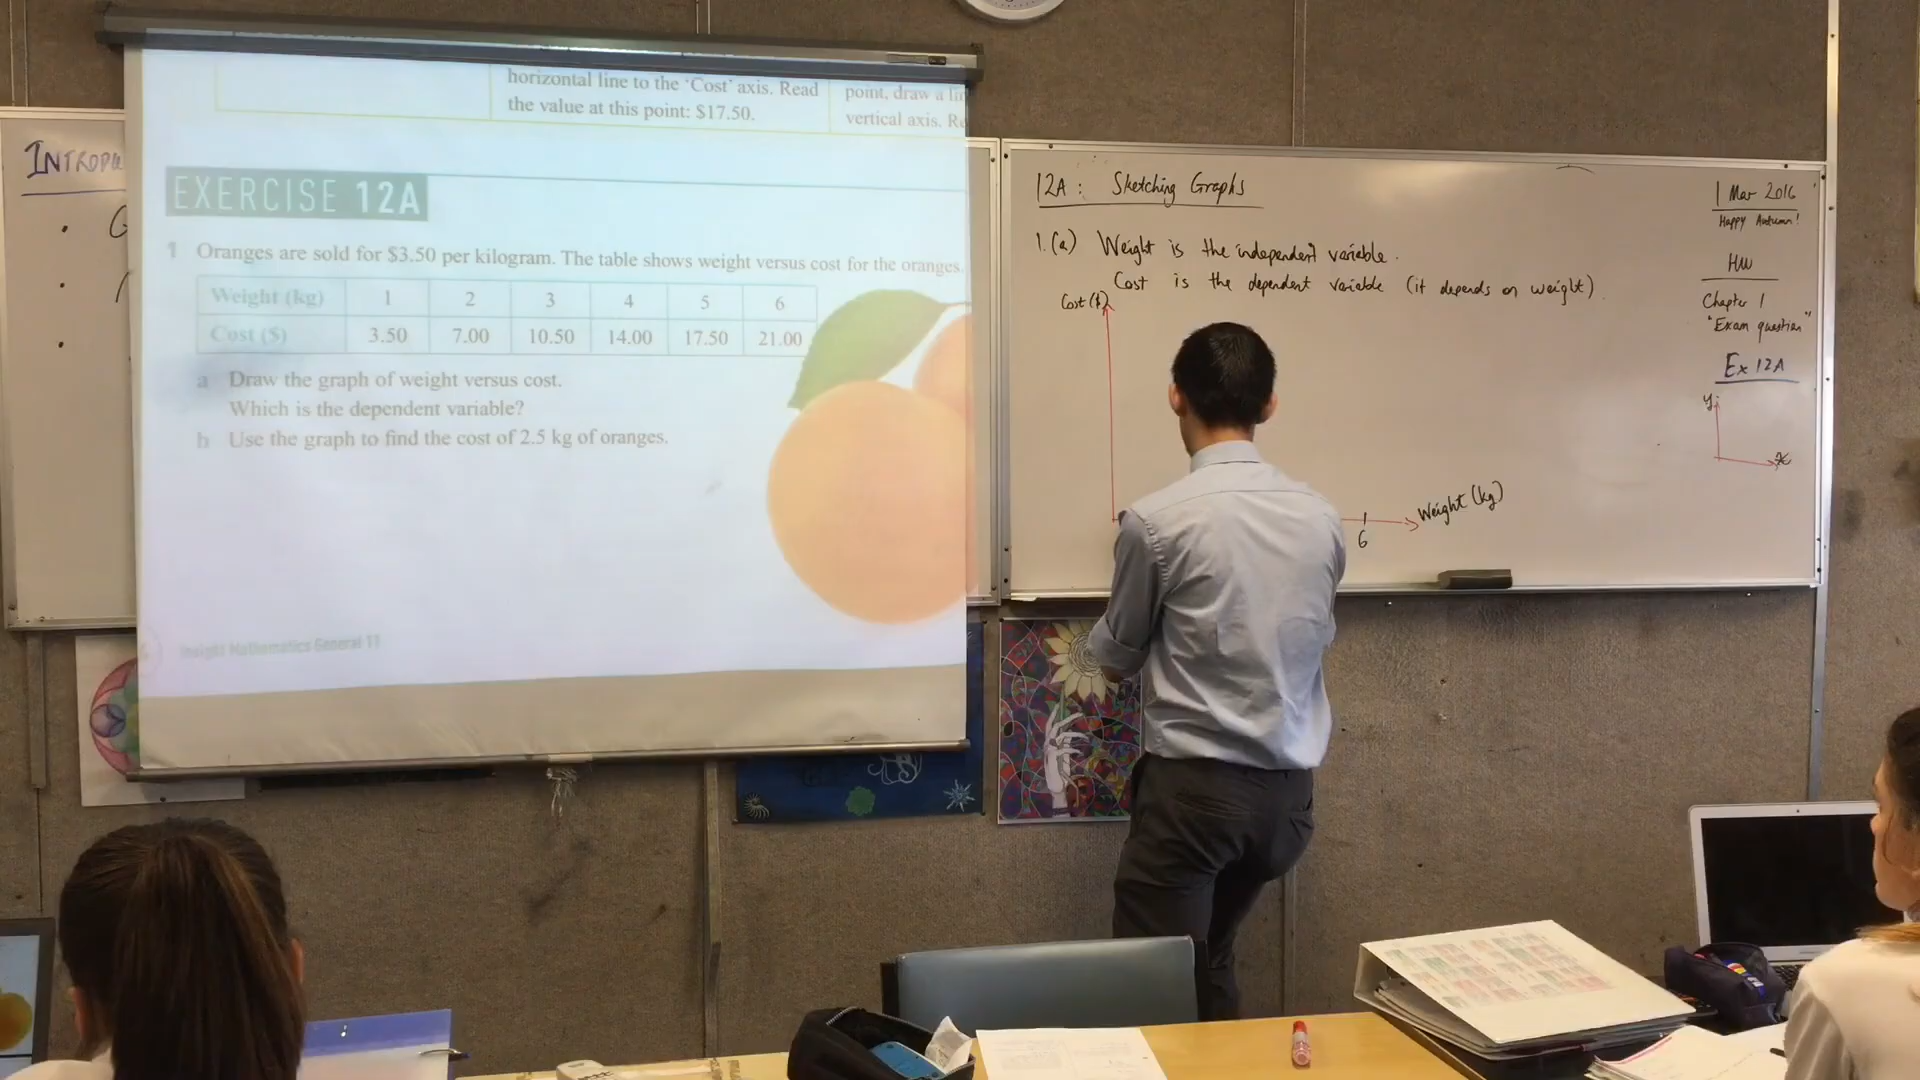 horizontal line to the 'Cost' axis. Read
the value at this point: $17.50.
point, draw a
vertical axis.
EXERCISE 12A
1 Oranges are sold for $3.50 per kilogram. The table shows weight versus cost for the oranges.
Weight (kg) 1 2 3 4 5 6
Cost ($) 3.50 7.00 10.50 14.00 17.50 21.00
a Draw the graph of weight versus cost.
Which is the dependent variable?
b Use the graph to find the cost of 2.5 kg of oranges.
Insight Mathematics General 11
12A: Sketching Graphs
1.(a) Weight is the independent variable.
Cost is the dependent variable (it depends on weight).
Cost ($)
Weight (kg)
6
1 Mar 2016
Happy Autumn!
HW
Chapter 1
"Exam question"
Ex 12A
y
x